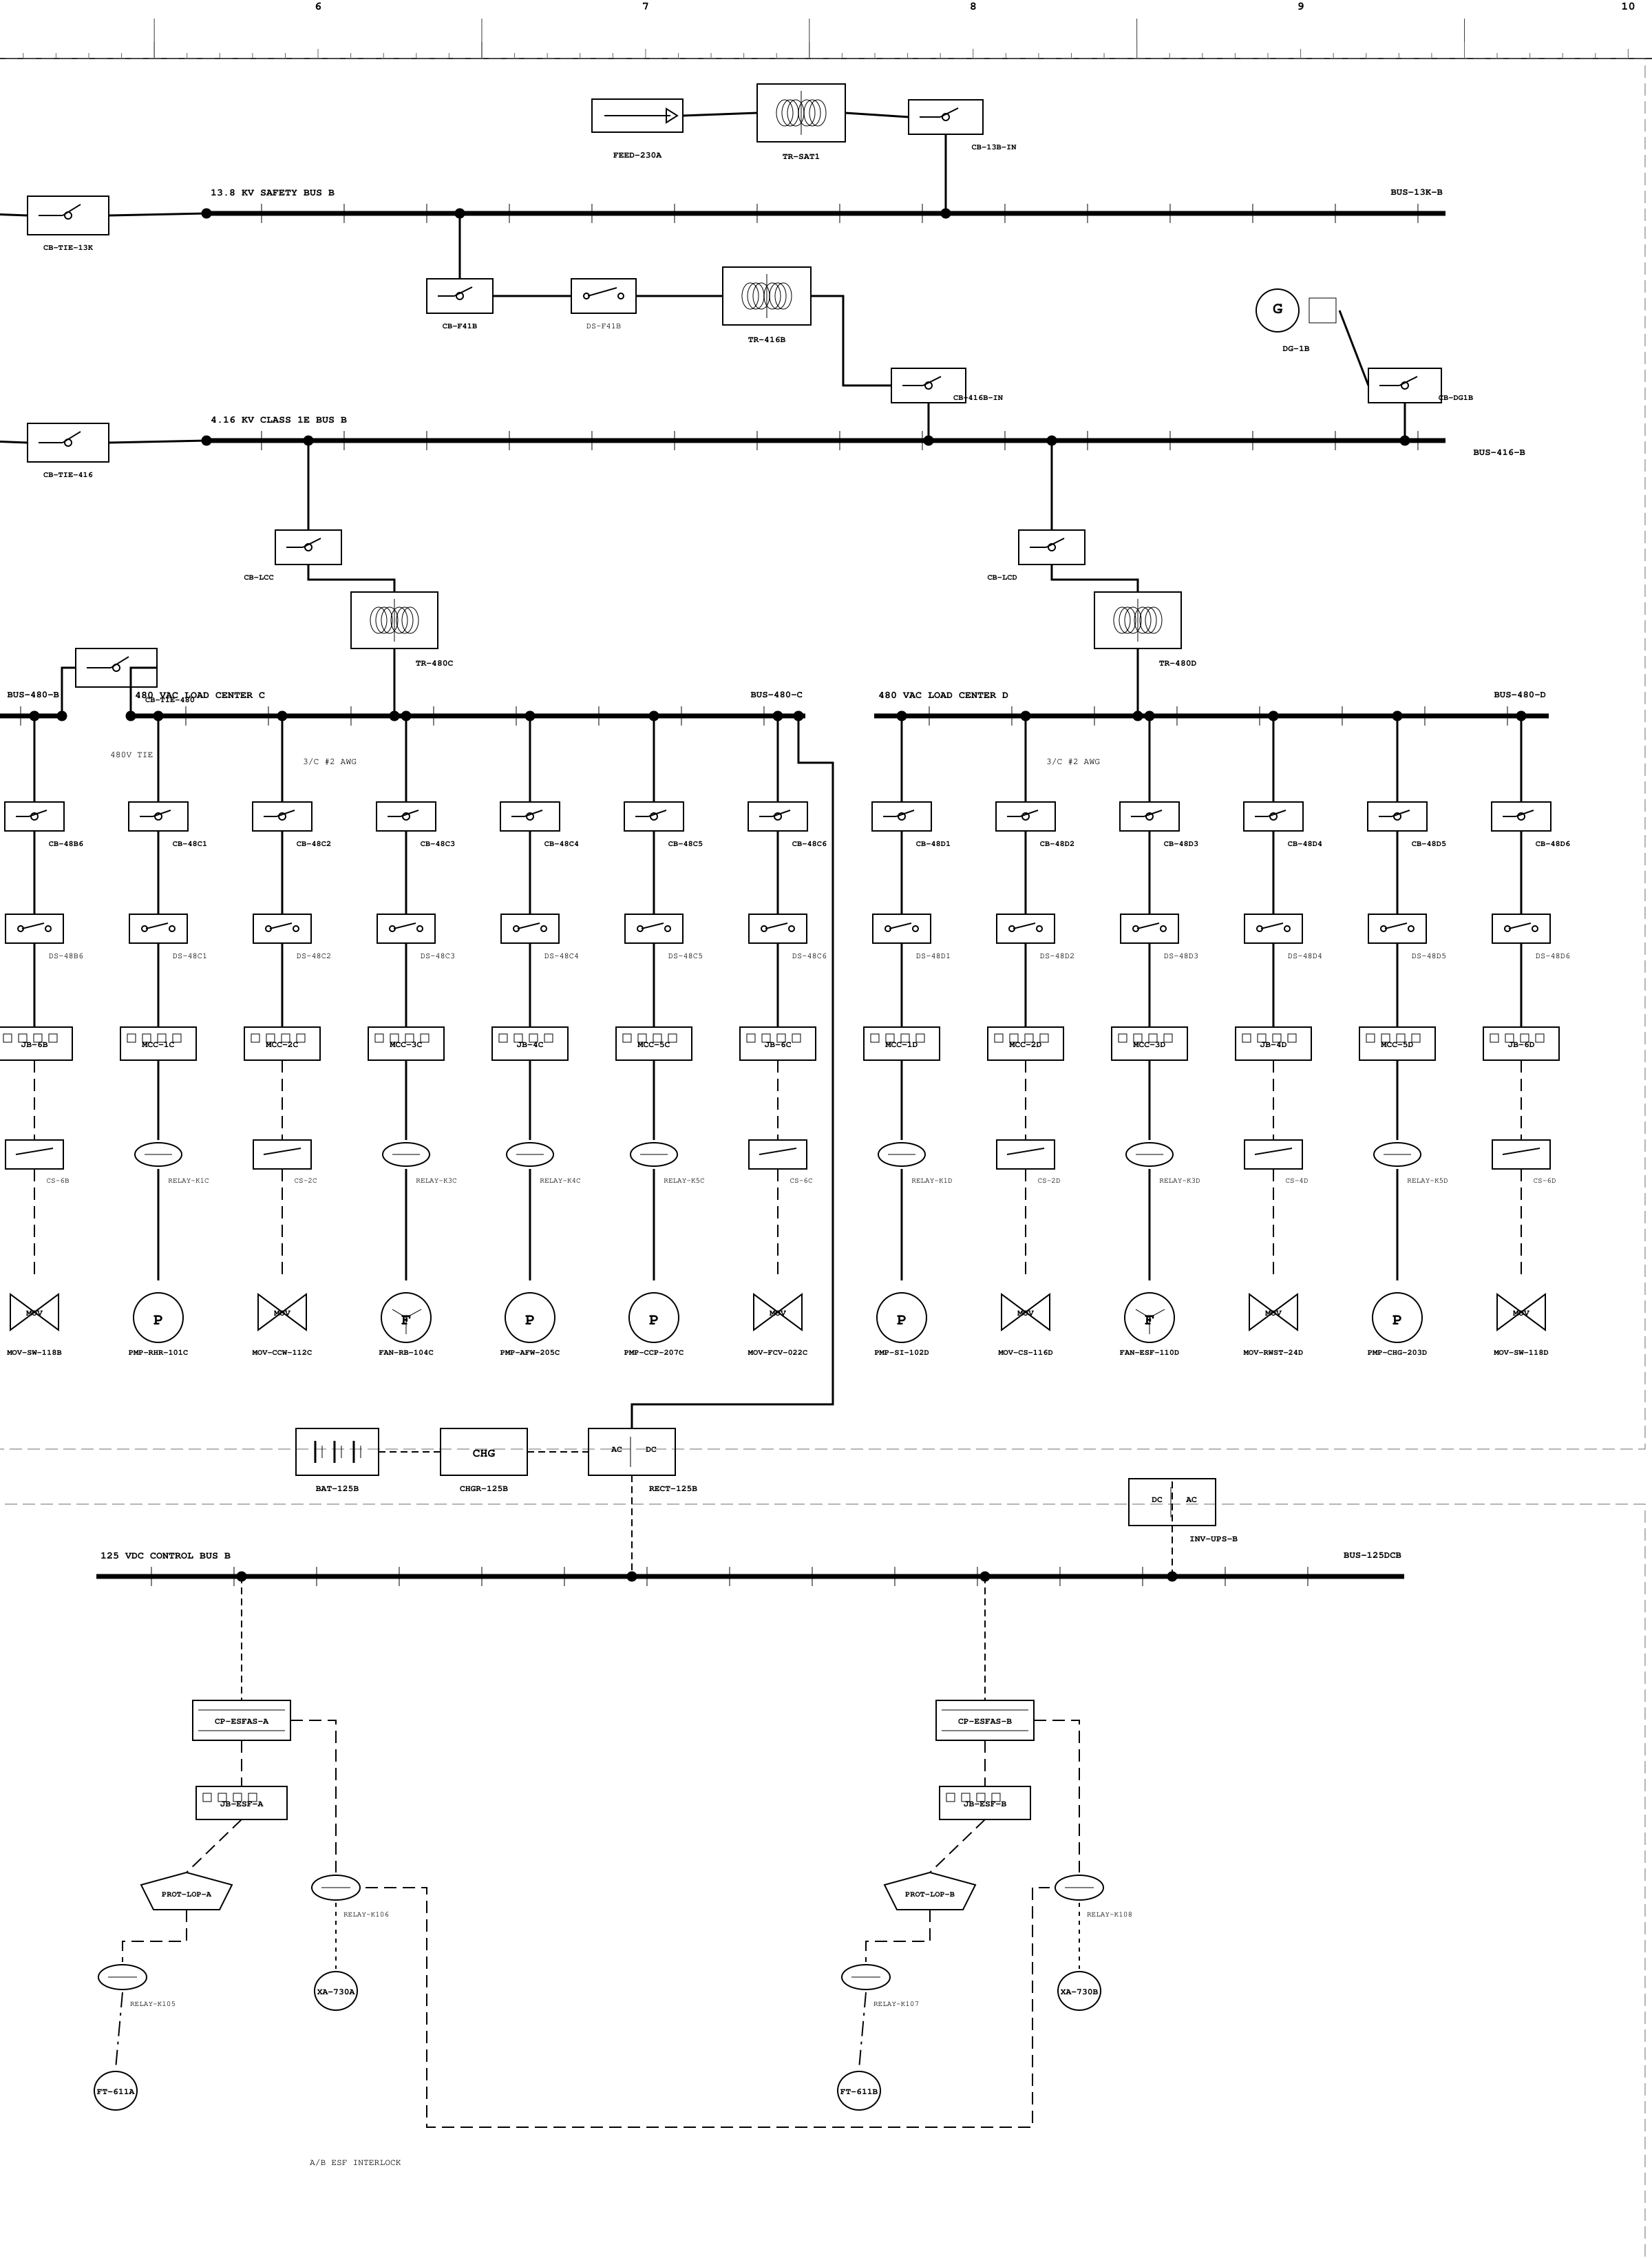 6 7 8 9 10
FEED-230A TR-SAT1 CB-13B-IN
13.8 KV SAFETY BUS B BUS-13K-B
CB-TIE-13K
G
CB-F41B DS-F41B TR-416B
DG-1B
CB-416B-IN CB-DG1B
4.16 KV CLASS 1E BUS B
BUS-416-B
CB-TIE-416
CB-LCC CB-LCD
TR-480C TR-480D
BUS-480-B 480 VAC LOAD CENTER C BUS-480-C 480 VAC LOAD CENTER D BUS-480-D
CB-TIE-480
480V TIE
3/C #2 AWG 3/C #2 AWG
CB-48B6 CB-48C1 CB-48C2 CB-48C3 CB-48C4 CB-48C5 CB-48C6 CB-48D1 CB-48D2 CB-48D3 CB-48D4 CB-48D5 CB-48D6
DS-48B6 DS-48C1 DS-48C2 DS-48C3 DS-48C4 DS-48C5 DS-48C6 DS-48D1 DS-48D2 DS-48D3 DS-48D4 DS-48D5 DS-48D6
JB-6B MCC-1C MCC-2C MCC-3C JB-4C MCC-5C JB-6C MCC-1D MCC-2D MCC-3D JB-4D MCC-5D JB-6D
CS-6B RELAY-K1C CS-2C RELAY-K3C RELAY-K4C RELAY-K5C CS-6C RELAY-K1D CS-2D RELAY-K3D CS-4D RELAY-K5D CS-6D
MOV P MOV F P P MOV P MOV F MOV P MOV
MOV-SW-118B PMP-RHR-101C MOV-CCW-112C FAN-RB-104C PMP-AFW-205C PMP-CCP-207C MOV-FCV-022C PMP-SI-102D MOV-CS-116D FAN-ESF-110D MOV-RWST-24D PMP-CHG-203D MOV-SW-118D
CHG AC DC
BAT-125B CHGR-125B RECT-125B
DC AC
INV-UPS-B
125 VDC CONTROL BUS B BUS-125DCB
CP-ESFAS-A CP-ESFAS-B
JB-ESF-A JB-ESF-B
PROT-LOP-A PROT-LOP-B
RELAY-K106 RELAY-K108
XA-730A XA-730B
RELAY-K105 RELAY-K107
FT-611A FT-611B
A/B ESF INTERLOCK